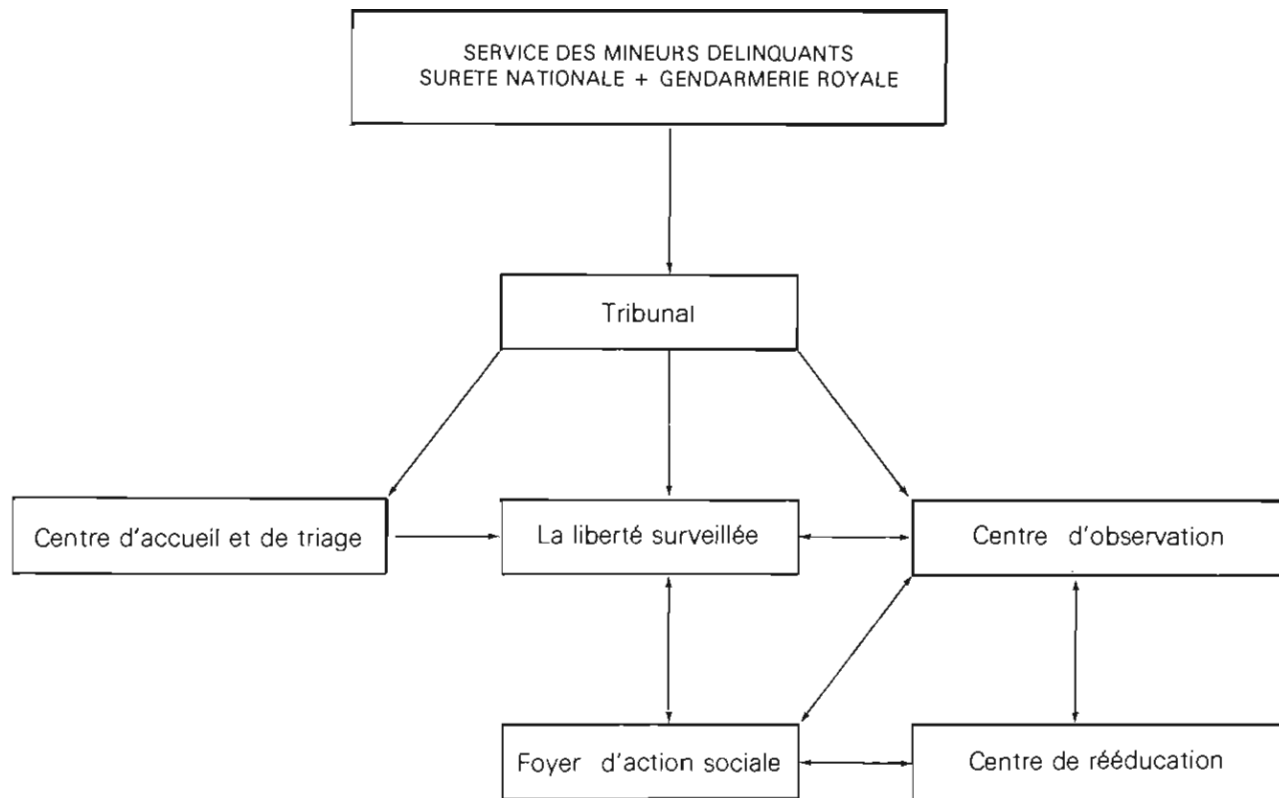 SERVICE DES MINEURS DELINQUANTS
SURETE NATIONALE + GENDARMERIE ROYALE
Tribunal
Centre d'accueil et de triage
La liberté surveillée
Centre d'observation
Foyer d'action sociale
Centre de rééducation